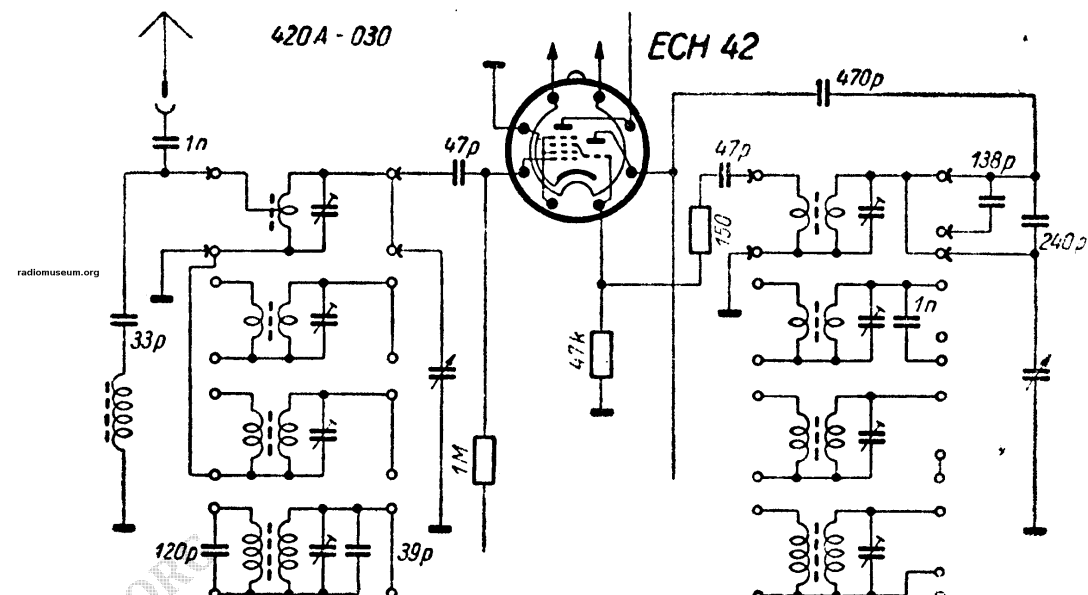 420A - 030
ECH 42
470p
1n
47p
47p
138p
150
240p
radiomuseum.org
1n
33p
47k
1M
120p
39p